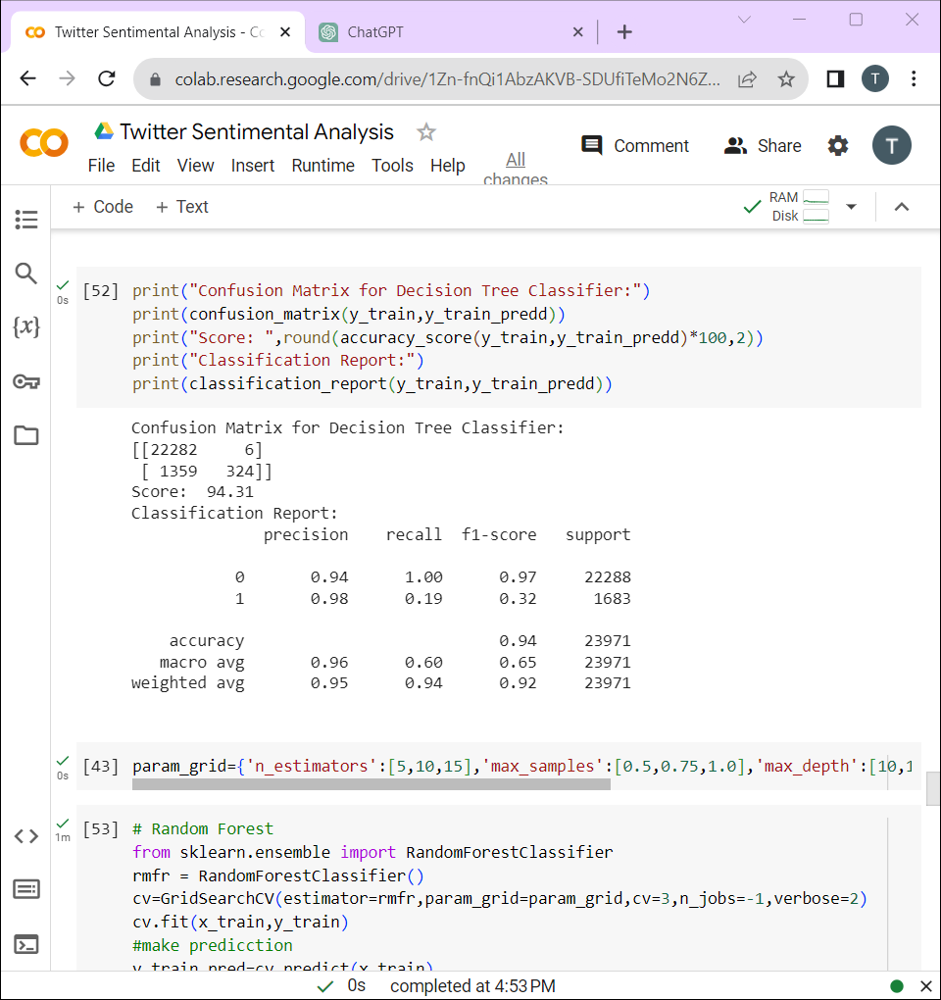 Twitter Sentimental Analysis - Co
ChatGPT
colab.research.google.com/drive/1Zn-fnQi1AbzAKVB-SDUfiTeMo2N6Z...
T
Twitter Sentimental Analysis
File Edit View Insert Runtime Tools Help All changes
Comment Share T
+ Code + Text
RAM
Disk
0s
[52] print("Confusion Matrix for Decision Tree Classifier:")
print(confusion_matrix(y_train,y_train_predd))
print("Score: ",round(accuracy_score(y_train,y_train_predd)*100,2))
print("Classification Report:")
print(classification_report(y_train,y_train_predd))
Confusion Matrix for Decision Tree Classifier:
[[22282     6]
 [ 1359   324]]
Score:  94.31
Classification Report:
              precision    recall  f1-score   support
           0       0.94      1.00      0.97     22288
           1       0.98      0.19      0.32      1683
    accuracy                           0.94     23971
   macro avg       0.96      0.60      0.65     23971
weighted avg       0.95      0.94      0.92     23971
0s
[43] param_grid={'n_estimators':[5,10,15],'max_samples':[0.5,0.75,1.0],'max_depth':[10,1
1m
[53] # Random Forest
from sklearn.ensemble import RandomForestClassifier
rmfr = RandomForestClassifier()
cv=GridSearchCV(estimator=rmfr,param_grid=param_grid,cv=3,n_jobs=-1,verbose=2)
cv.fit(x_train,y_train)
#make predicction
y_train_pred=cv.predict(x_train)
0s completed at 4:53 PM